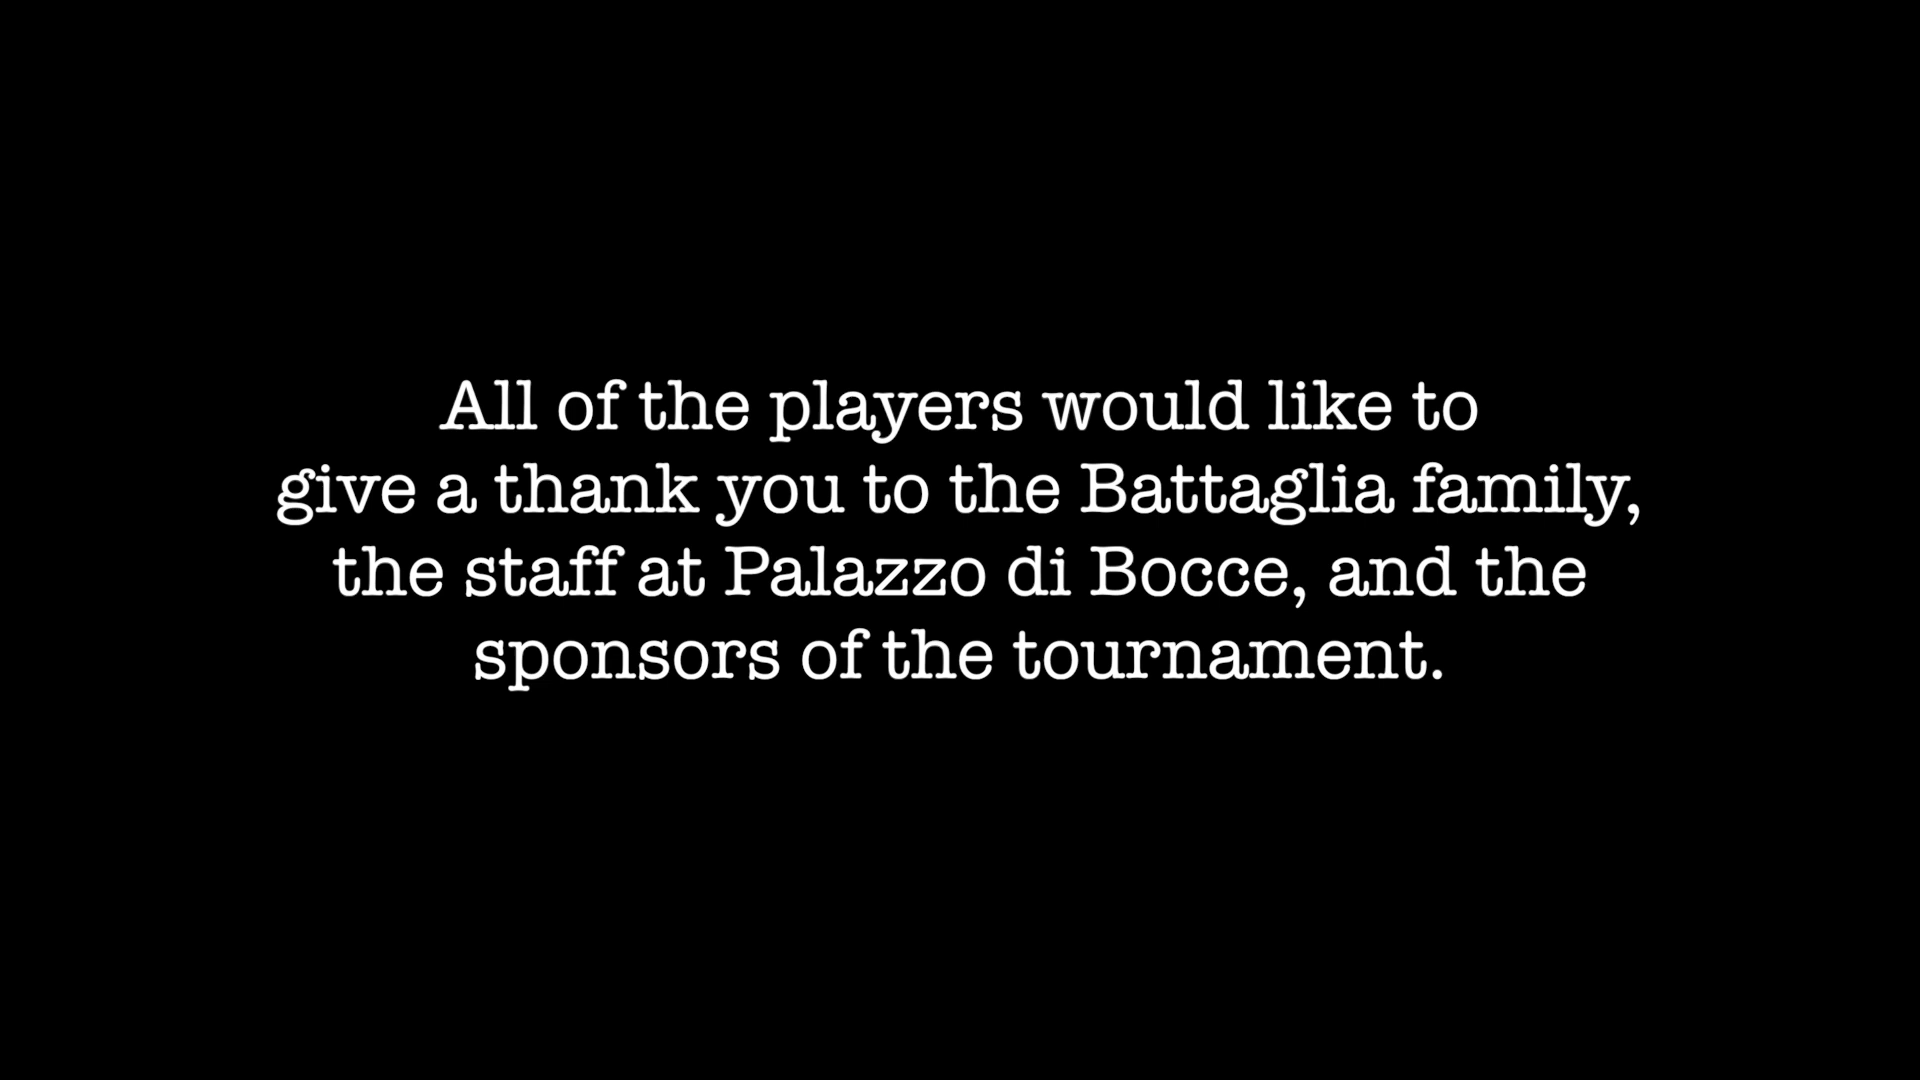 All of the players would like to
give a thank you to the Battaglia family,
the staff at Palazzo di Bocce, and the
sponsors of the tournament.